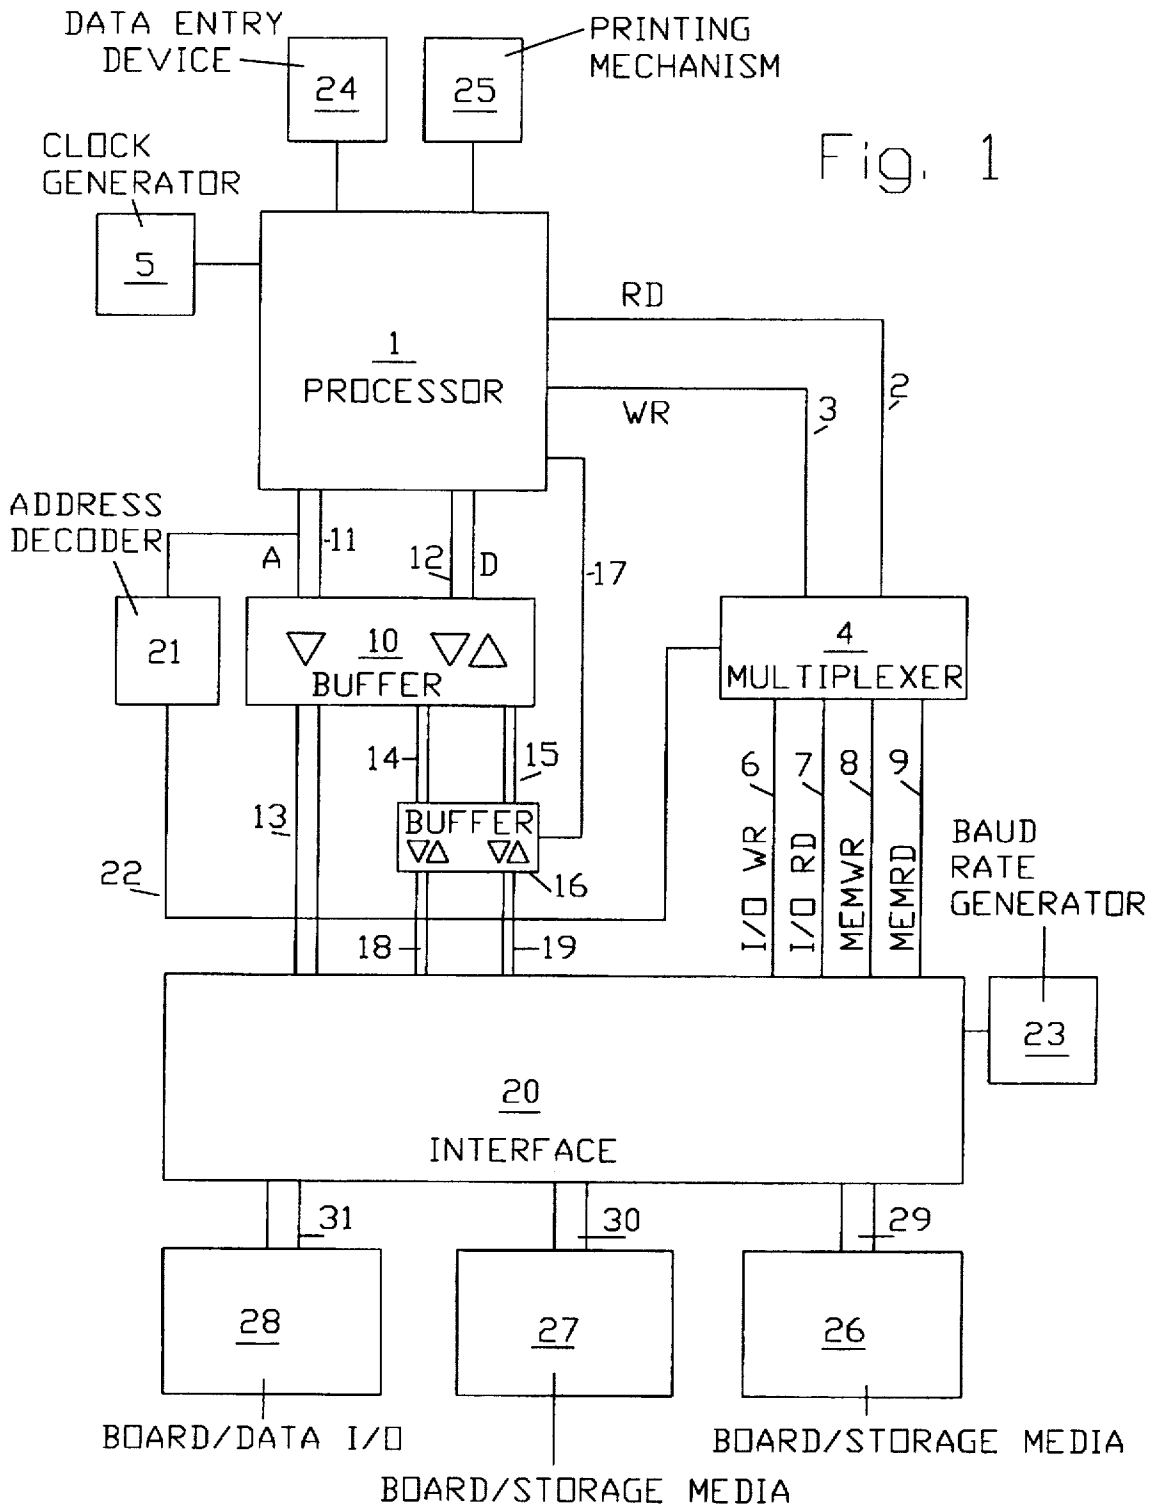 DATA ENTRY
DEVICE
24
25
PRINTING
MECHANISM
Fig. 1
CLOCK
GENERATOR
5
1
PROCESSOR
RD
WR
2
3
ADDRESS
DECODER
A
11
12
D
17
21
10
BUFFER
4
MULTIPLEXER
14
15
13
BUFFER
16
22
18
19
6
7
8
9
I/O WR
I/O RD
MEMWR
MEMRD
BAUD
RATE
GENERATOR
23
20
INTERFACE
31
30
29
28
27
26
BOARD/DATA I/O
BOARD/STORAGE MEDIA
BOARD/STORAGE MEDIA